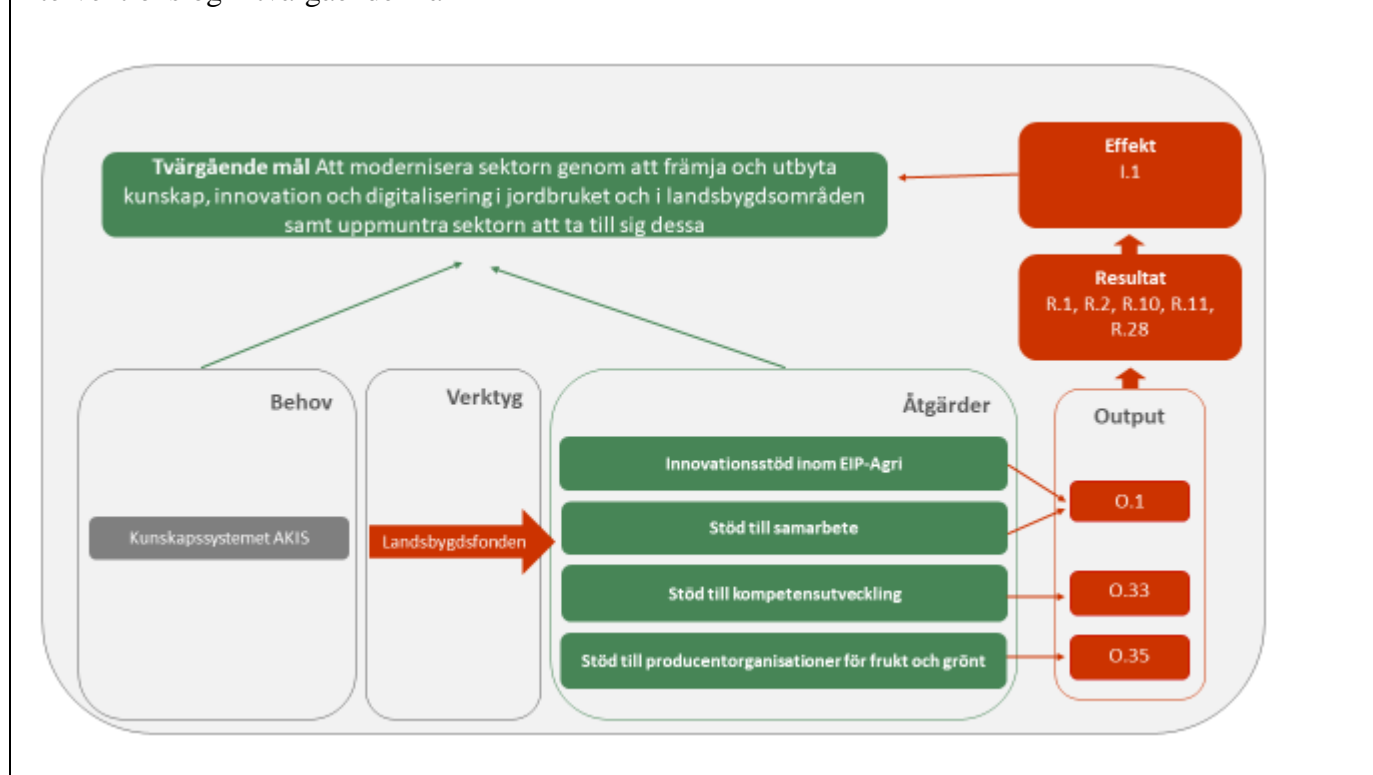 Tvärgående mål Att modernisera sektorn genom att främja och utbyta
kunskap, innovation och digitalisering i jordbruket och i landsbygdsområden
samt uppmuntra sektorn att ta till sig dessa
Effekt
I.1
Resultat
R.1, R.2, R.10, R.11,
R.28
Behov
Kunskapssystemet AKIS
Verktyg
Landsbygdsfonden
Åtgärder
Innovationsstöd inom EIP-Agri
Stöd till samarbete
Stöd till kompetensutveckling
Stöd till producentorganisationer för frukt och grönt
Output
O.1
O.33
O.35